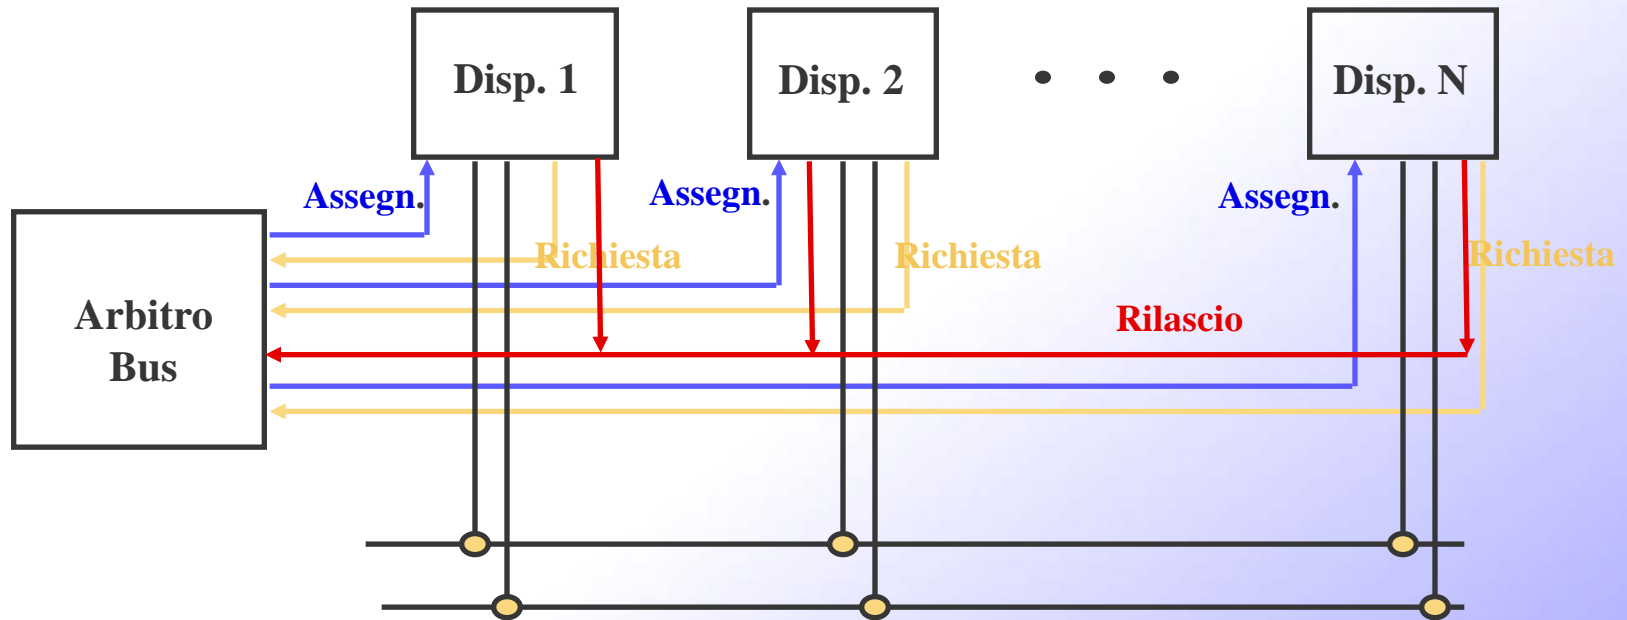 Disp. 1
Disp. 2
Disp. N
Assegn.
Assegn.
Assegn.
Richiesta
Richiesta
Richiesta
Arbitro
Bus
Rilascio